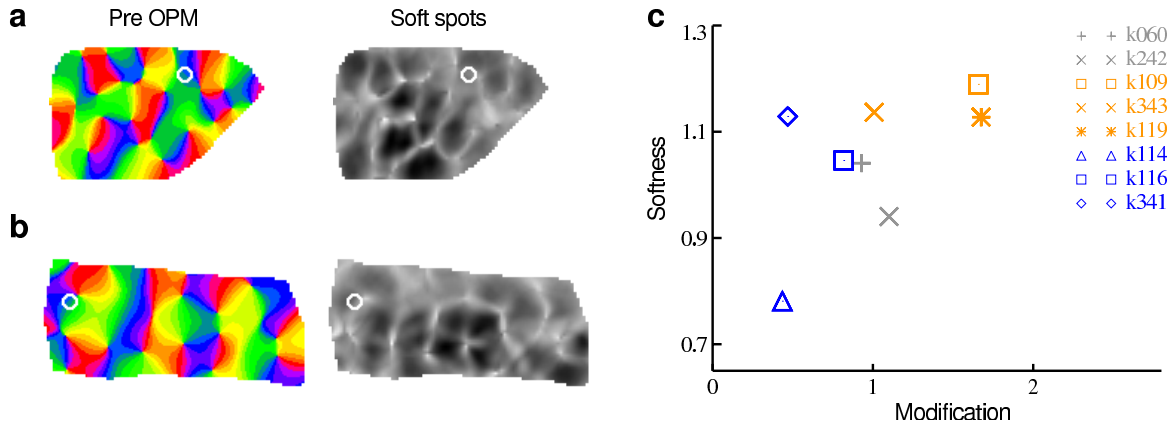 a
Pre OPM
Soft spots
b
c
1.3
1.1
0.9
0.7
Softness
0
1
2
Modification
k060
k242
k109
k343
k119
k114
k116
k341